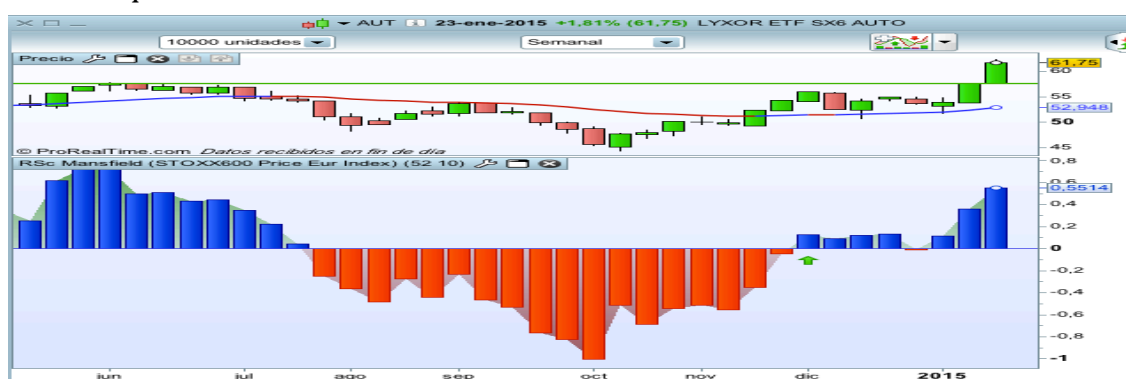 AUT 23-ene-2015 +1,81% (61,75) LYXOR ETF SX6 AUTO
10000 unidades Semanal
Precio
61,75
60
55
52,948
50
45
© ProRealTime.com Datos recibidos en fin de día
RSc Mansfield (STOXX600 Price Eur Index) (52 10)
0,8
0,6
0,5514
0,4
0,2
0
-0,2
-0,4
-0,6
-0,8
-1
jun jul ago sep oct nov dic 2015